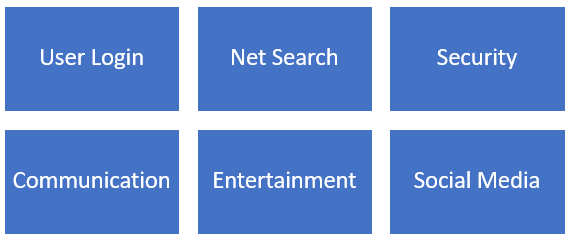 User Login
Net Search
Security
Communication
Entertainment
Social Media